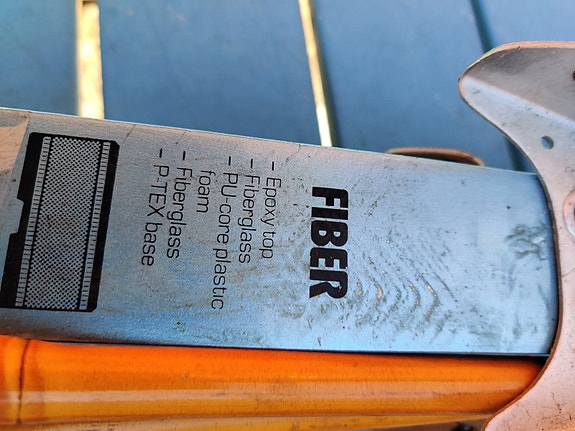 FIBER
- Epoxy top
- Fiberglass
- PU-core plastic
foam
- Fiberglass
- P-TEX base